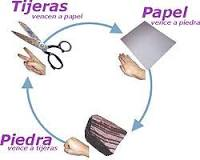 Tijeras
vencen a papel
Papel
vence a piedra
Piedra
vence a tijeras